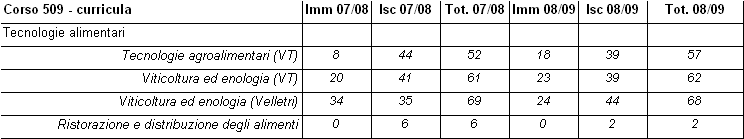 Corso 509 - curricula Imm 07/08 Isc 07/08 Tot. 07/08 Imm 08/09 Isc 08/09 Tot. 08/09
Tecnologie alimentari
Tecnologie agroalimentari (VT) 8 44 52 18 39 57
Viticoltura ed enologia (VT) 20 41 61 23 39 62
Viticoltura ed enologia (Velletri) 34 35 69 24 44 68
Ristorazione e distribuzione degli alimenti 0 6 6 0 2 2